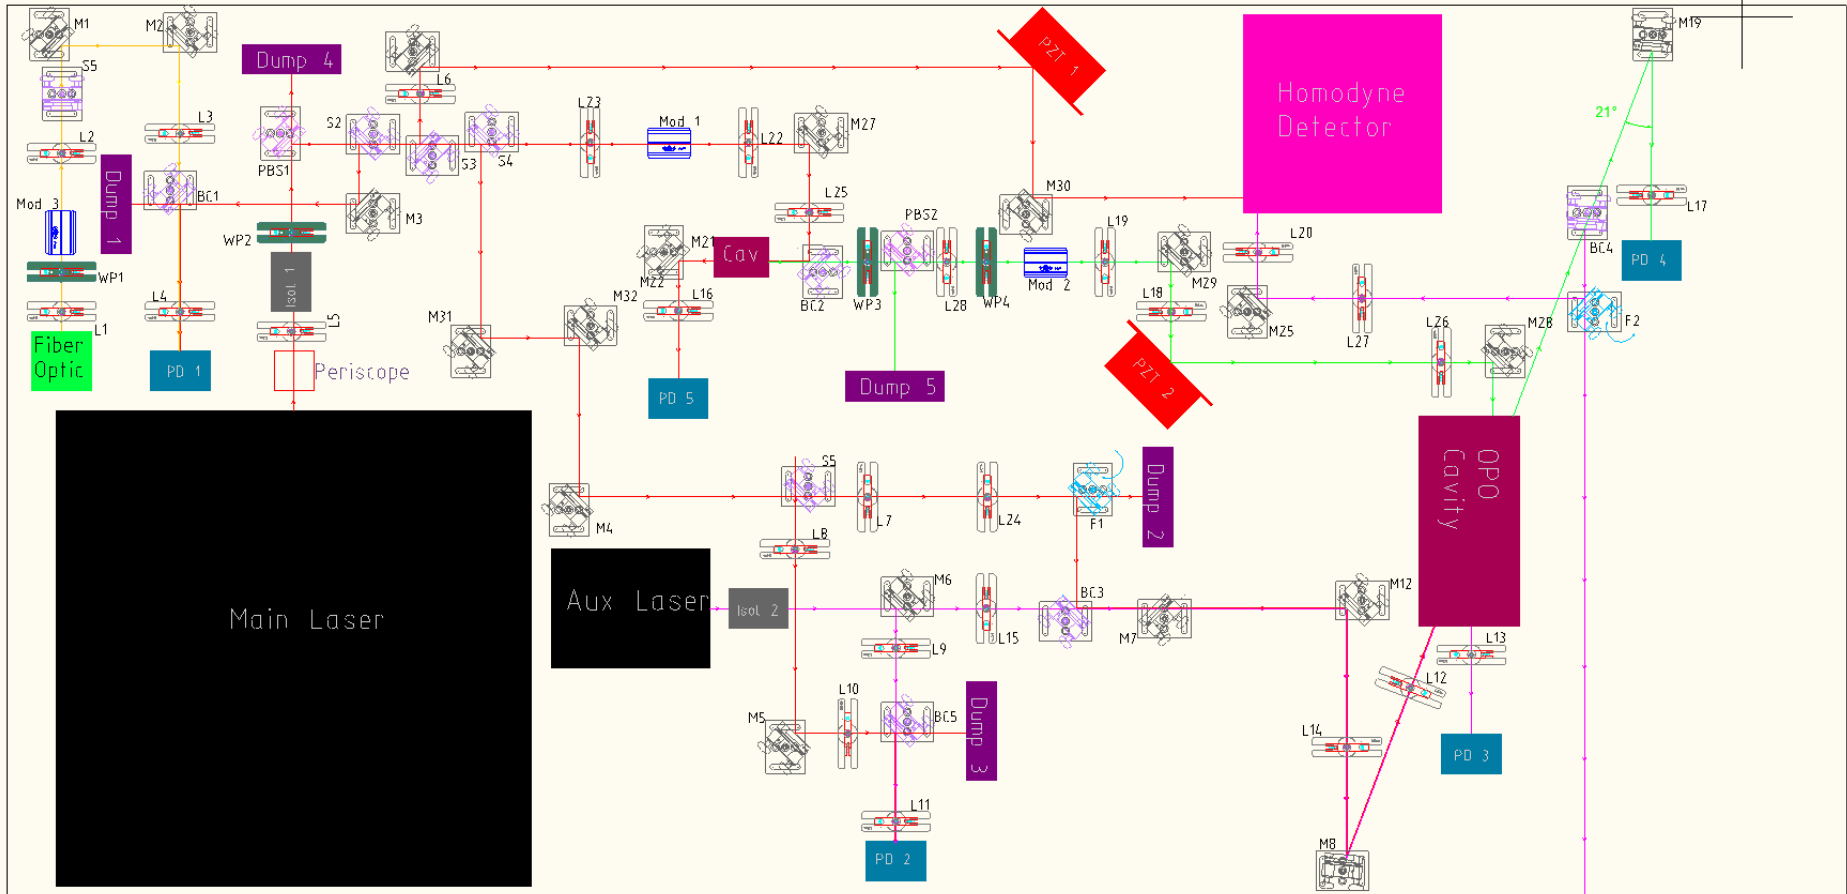 M1
M2
M19
Dump 4
PZT 1
Homodyne
Detector
S5
L6
L23
Mod 1
L22
M27
L2
L3
S2
S3
S4
21°
PBS1
Dump 1
BC1
M3
Mod 3
WP2
WP1
L25
PBS2
M30
L19
L20
L17
BC4
PD 4
M21
Cav
M22
BC2
WP3
L28
WP4
Mod 2
M29
Isol 1
L4
L1
L5
L16
M32
M31
L18
M25
L27
L26
M28
F2
Fiber
Optic
PD 1
Periscope
PD 5
Dump 5
PZT 2
OPO
Cavity
S5
L7
L24
F1
Dump 2
M4
L8
Aux Laser
Isol 2
M6
L15
BC3
M7
M12
Main Laser
L9
L13
L12
M5
L10
BC5
Dump 3
L14
PD 3
L11
PD 2
M8